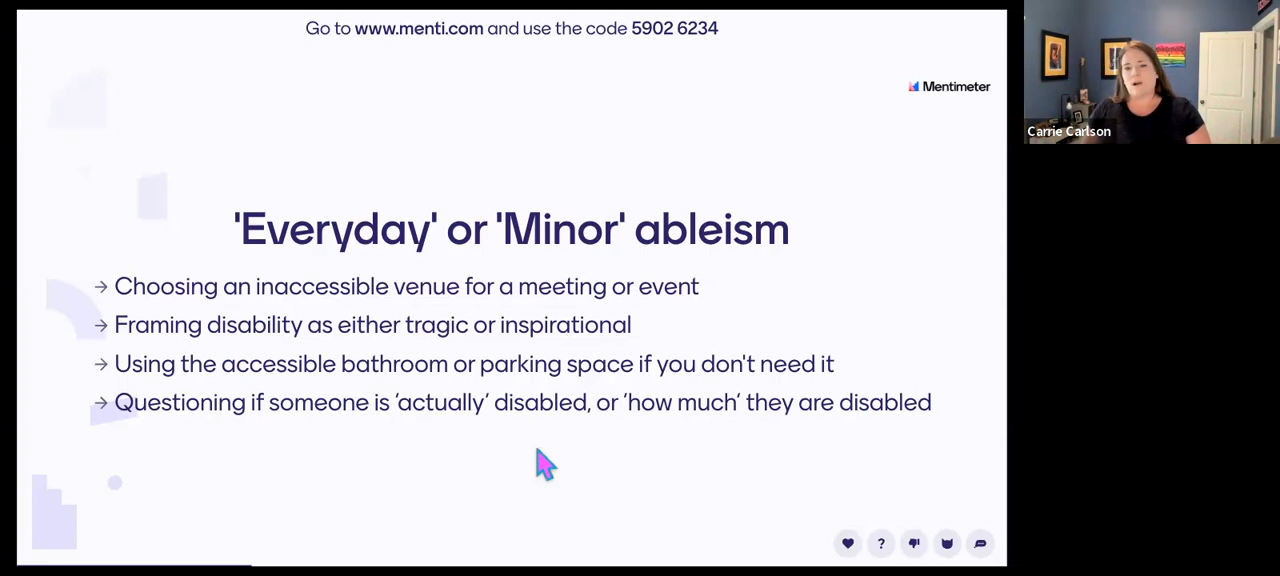 Go to www.menti.com and use the code 5902 6234
Mentimeter
'Everyday' or 'Minor' ableism
→ Choosing an inaccessible venue for a meeting or event
→ Framing disability as either tragic or inspirational
→ Using the accessible bathroom or parking space if you don't need it
→ Questioning if someone is ‘actually’ disabled, or ‘how much’ they are disabled
?
Carrie Carlson